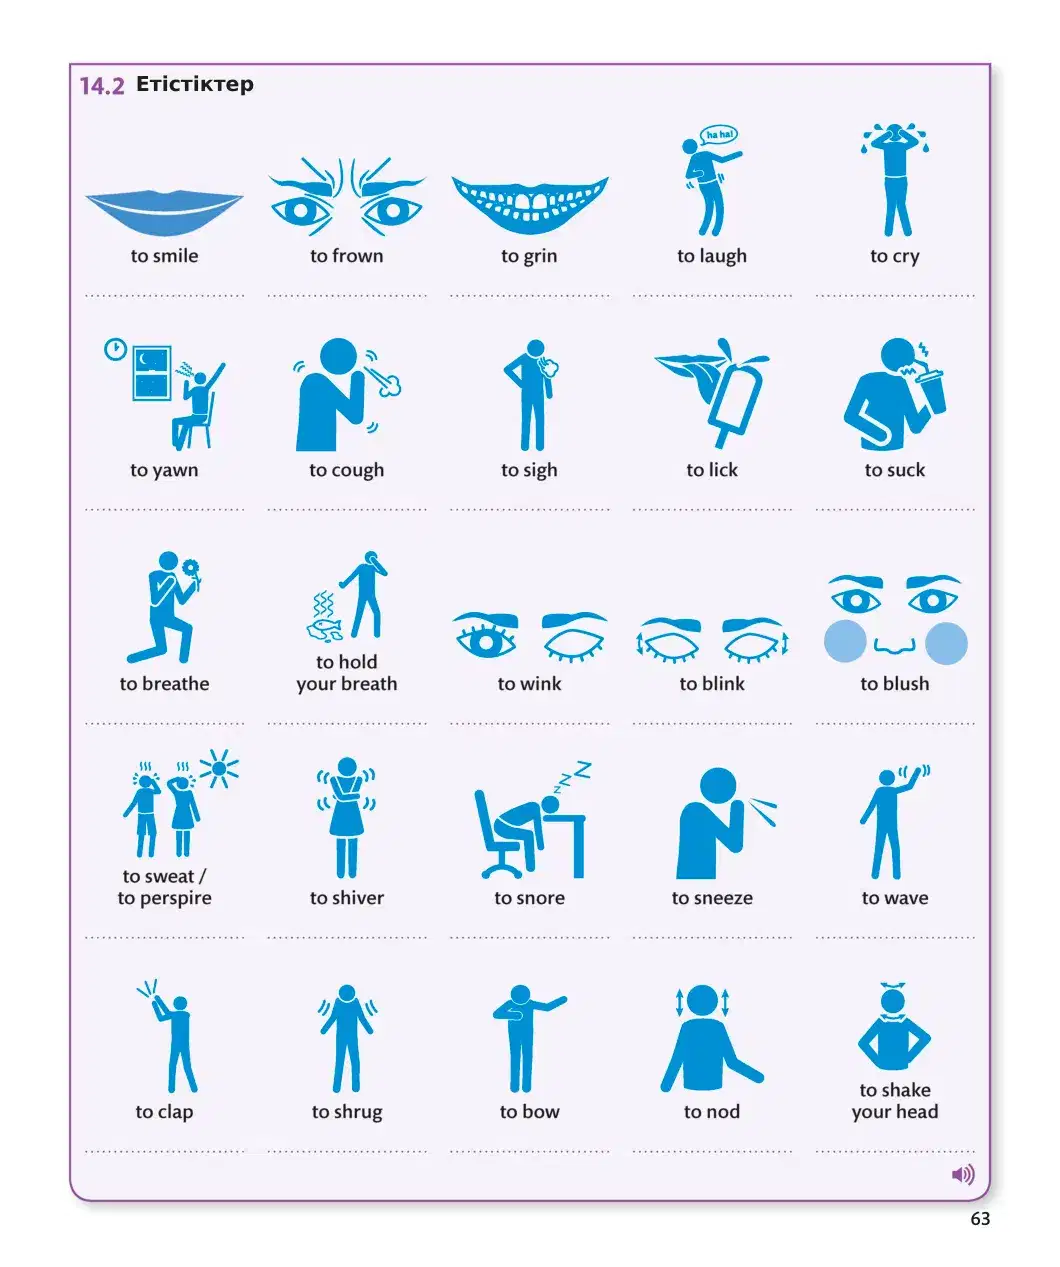 14.2 Етістіктер
ha ha!
to smile
to frown
to grin
to laugh
to cry
to yawn
to cough
to sigh
to lick
to suck
to breathe
to hold
your breath
to wink
to blink
to blush
to sweat /
to perspire
to shiver
z z z
to snore
to sneeze
to wave
to clap
to shrug
to bow
to nod
to shake
your head
63